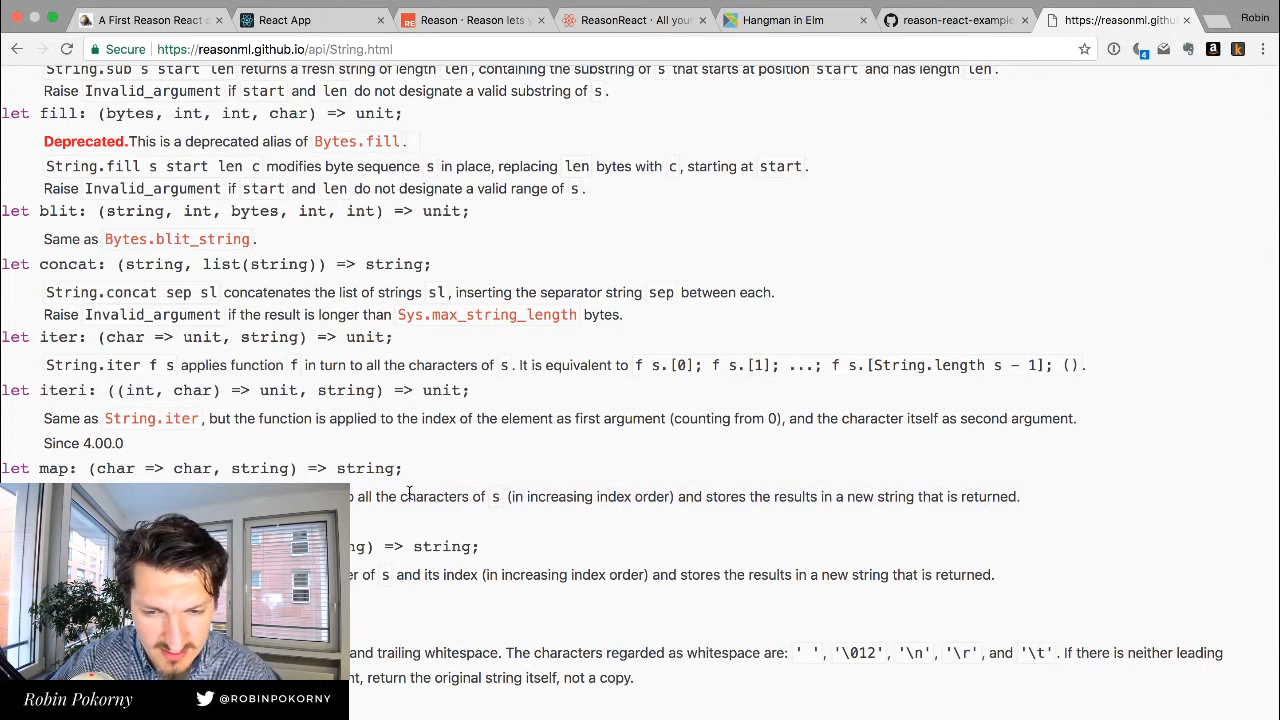 A First Reason React a
React App
Reason · Reason lets y
ReasonReact · All your
Hangman in Elm
reason-react-example
https://reasonml.githu
Robin
Secure https://reasonml.github.io/api/String.html
4
String.sub s start len returns a fresh string of length len, containing the substring of s that starts at position start and has length len.
Raise Invalid_argument if start and len do not designate a valid substring of s.
let fill: (bytes, int, int, char) => unit;
Deprecated.This is a deprecated alias of Bytes.fill.
String.fill s start len c modifies byte sequence s in place, replacing len bytes with c, starting at start.
Raise Invalid_argument if start and len do not designate a valid range of s.
let blit: (string, int, bytes, int, int) => unit;
Same as Bytes.blit_string.
let concat: (string, list(string)) => string;
String.concat sep sl concatenates the list of strings sl, inserting the separator string sep between each.
Raise Invalid_argument if the result is longer than Sys.max_string_length bytes.
let iter: (char => unit, string) => unit;
String.iter f s applies function f in turn to all the characters of s. It is equivalent to f s.[0]; f s.[1]; ...; f s.[String.length s - 1]; ().
let iteri: ((int, char) => unit, string) => unit;
Same as String.iter, but the function is applied to the index of the element as first argument (counting from 0), and the character itself as second argument.
Since 4.00.0
let map: (char => char, string) => string;
all the characters of s (in increasing index order) and stores the results in a new string that is returned.
) => string;
of s and its index (in increasing index order) and stores the results in a new string that is returned.
and trailing whitespace. The characters regarded as whitespace are: ' ', '\012', '\n', '\r', and '\t'. If there is neither leading
, return the original string itself, not a copy.
Robin Pokorny @ROBINPOKORNY